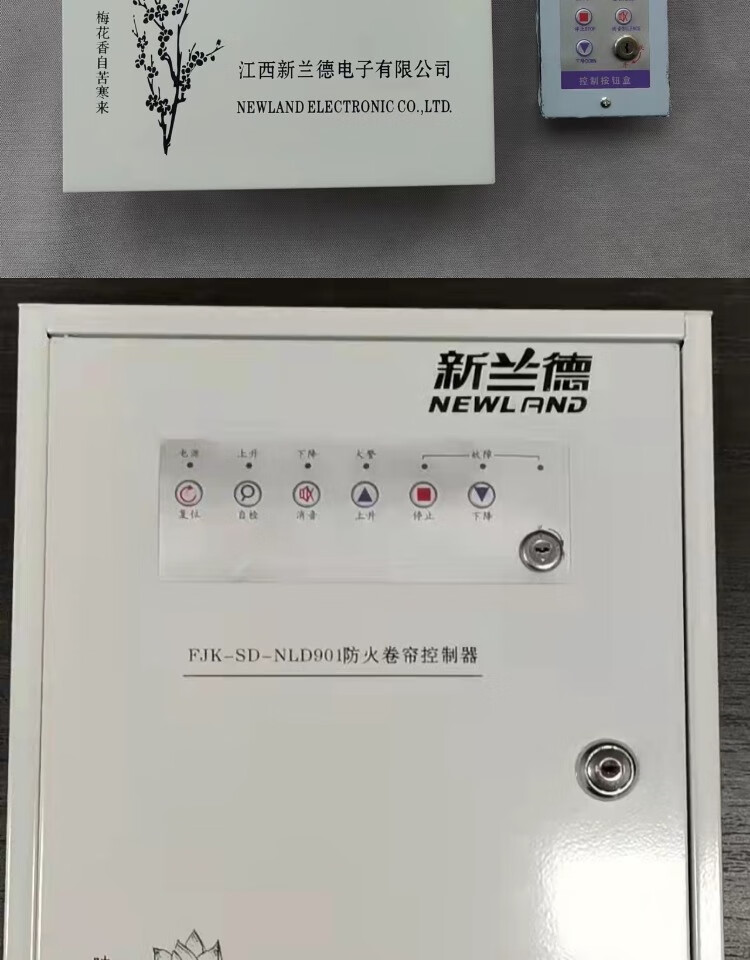 梅花香自苦寒来
江西新兰德电子有限公司
NEWLAND ELECTRONIC CO.,LTD.
控制按钮盒
新兰德
NEWLAND
电源 上升 下降 火警 故障
复位 自检 消音 上升 停止 下降
FJK-SD-NLD901防火卷帘控制器